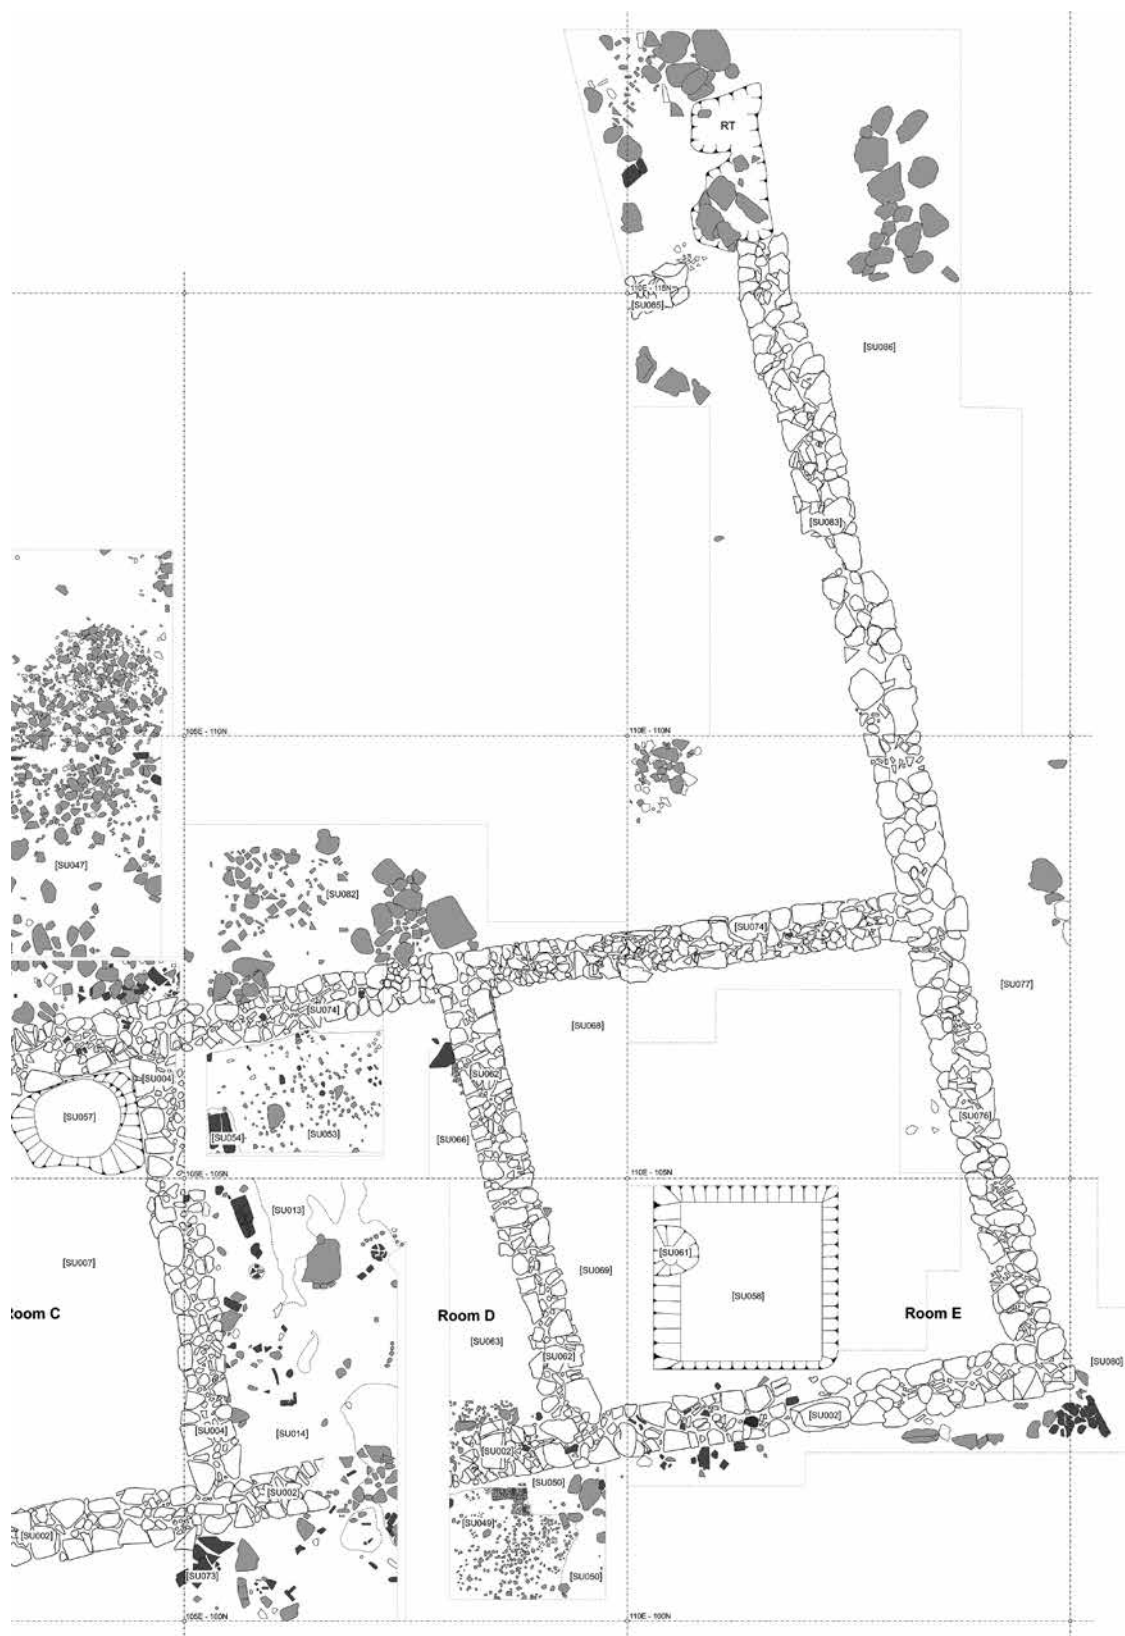 RT
110E - 115N
[SU085]
[SU086]
[SU083]
105E - 110N
110E - 110N
[SU047]
[SU082]
[SU074]
[SU077]
[SU074]
[SU068]
[SU004]
[SU062]
[SU057]
[SU076]
[SU054]
[SU053]
[SU066]
105E - 105N
110E - 105N
[SU013]
[SU061]
[SU007]
[SU069]
[SU058]
Room C
Room D
Room E
[SU063]
[SU062]
[SU080]
[SU002]
[SU004]
[SU014]
[SU002]
[SU050]
[SU002]
[SU049]
[SU002]
[SU073]
[SU050]
105E - 100N
110E - 100N